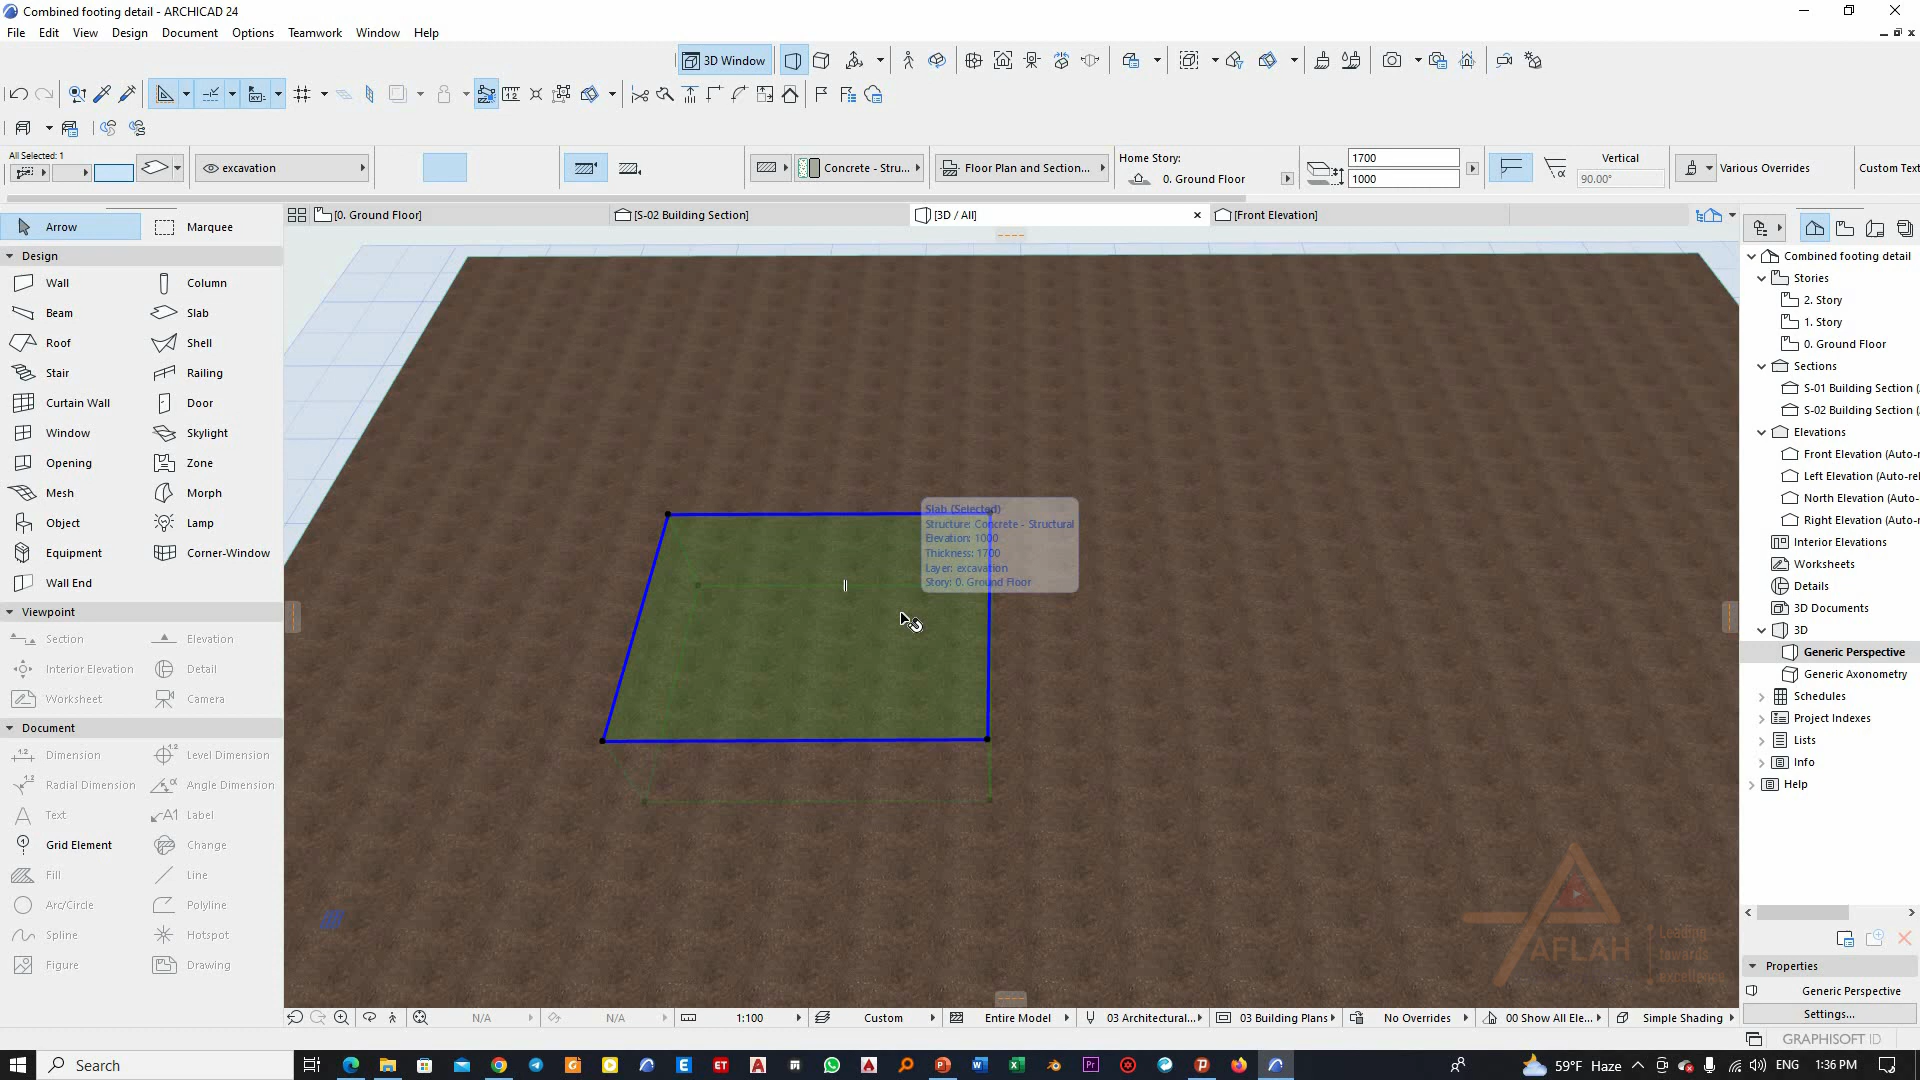 Combined footing detail - ARCHICAD 24
File Edit View Design Document Options Teamwork Window Help
3D Window
All Selected: 1
excavation
Concrete - Stru...
Floor Plan and Section...
Home Story:
0. Ground Floor
1700
1000
Vertical
90.00°
Various Overrides
Custom Text
[0. Ground Floor]
[S-02 Building Section]
[3D / All]
[Front Elevation]
Arrow Marquee
Design
Wall Column
Beam Slab
Roof Shell
Stair Railing
Curtain Wall Door
Window Skylight
Opening Zone
Mesh Morph
Object Lamp
Equipment Corner-Window
Wall End
Viewpoint
Section Elevation
Interior Elevation Detail
Worksheet Camera
Document
Dimension Level Dimension
Radial Dimension Angle Dimension
Text Label
Grid Element Change
Fill Line
Arc/Circle Polyline
Spline Hotspot
Figure Drawing
Slab (Selected)
Structure: Concrete - Structural
Elevation: 1000
Thickness: 1700
Layer: excavation
Story: 0. Ground Floor
AFLAH
Leading
towards
excellence
Combined footing detail
Stories
2. Story
1. Story
0. Ground Floor
Sections
S-01 Building Section (
S-02 Building Section (
Elevations
Front Elevation (Auto-r
Left Elevation (Auto-rel
North Elevation (Auto-
Right Elevation (Auto-r
Interior Elevations
Worksheets
Details
3D Documents
3D
Generic Perspective
Generic Axonometry
Schedules
Project Indexes
Lists
Info
Help
Properties
Generic Perspective
Settings...
N/A
N/A
1:100
Custom
Entire Model
03 Architectural...
03 Building Plans
No Overrides
00 Show All Ele...
Simple Shading
GRAPHISOFT ID
Search
59°F Haze
ENG
1:36 PM